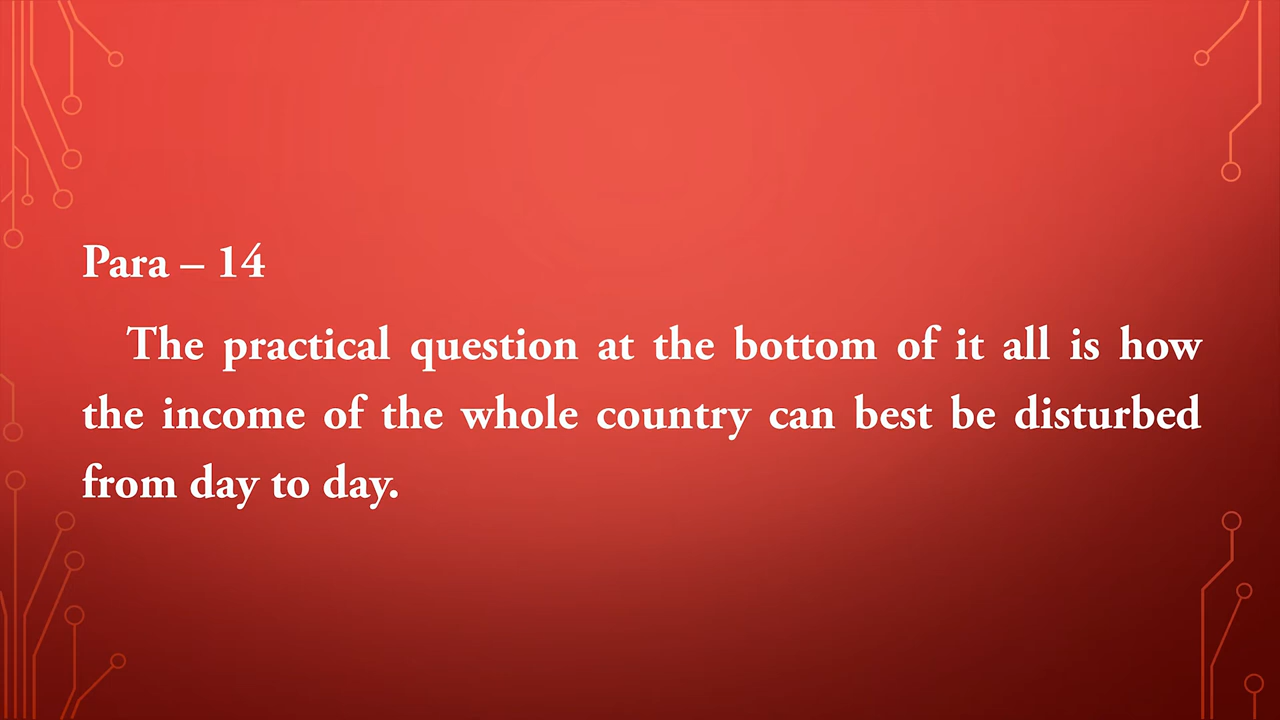 Para – 14
The practical question at the bottom of it all is how
the income of the whole country can best be disturbed
from day to day.